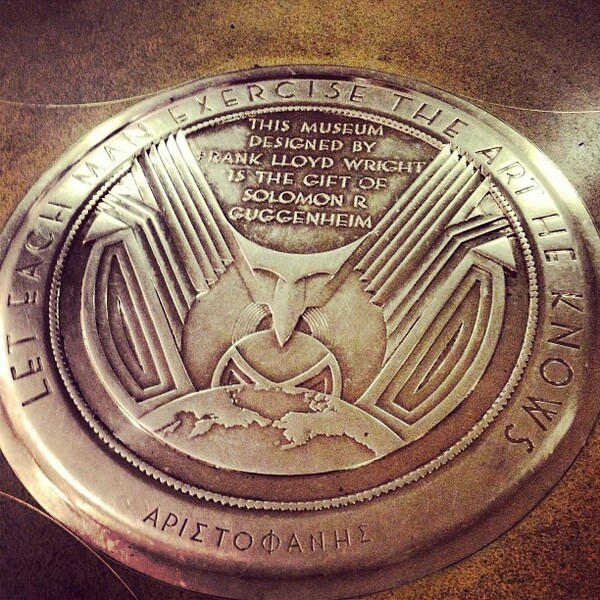 LET EACH MAN EXERCISE THE ART HE KNOWS
THIS MUSEUM
DESIGNED BY
FRANK LLOYD WRIGHT
IS THE GIFT OF
SOLOMON R
GUGGENHEIM
ΑΡΙΣΤΟΦΑΝΗΣ